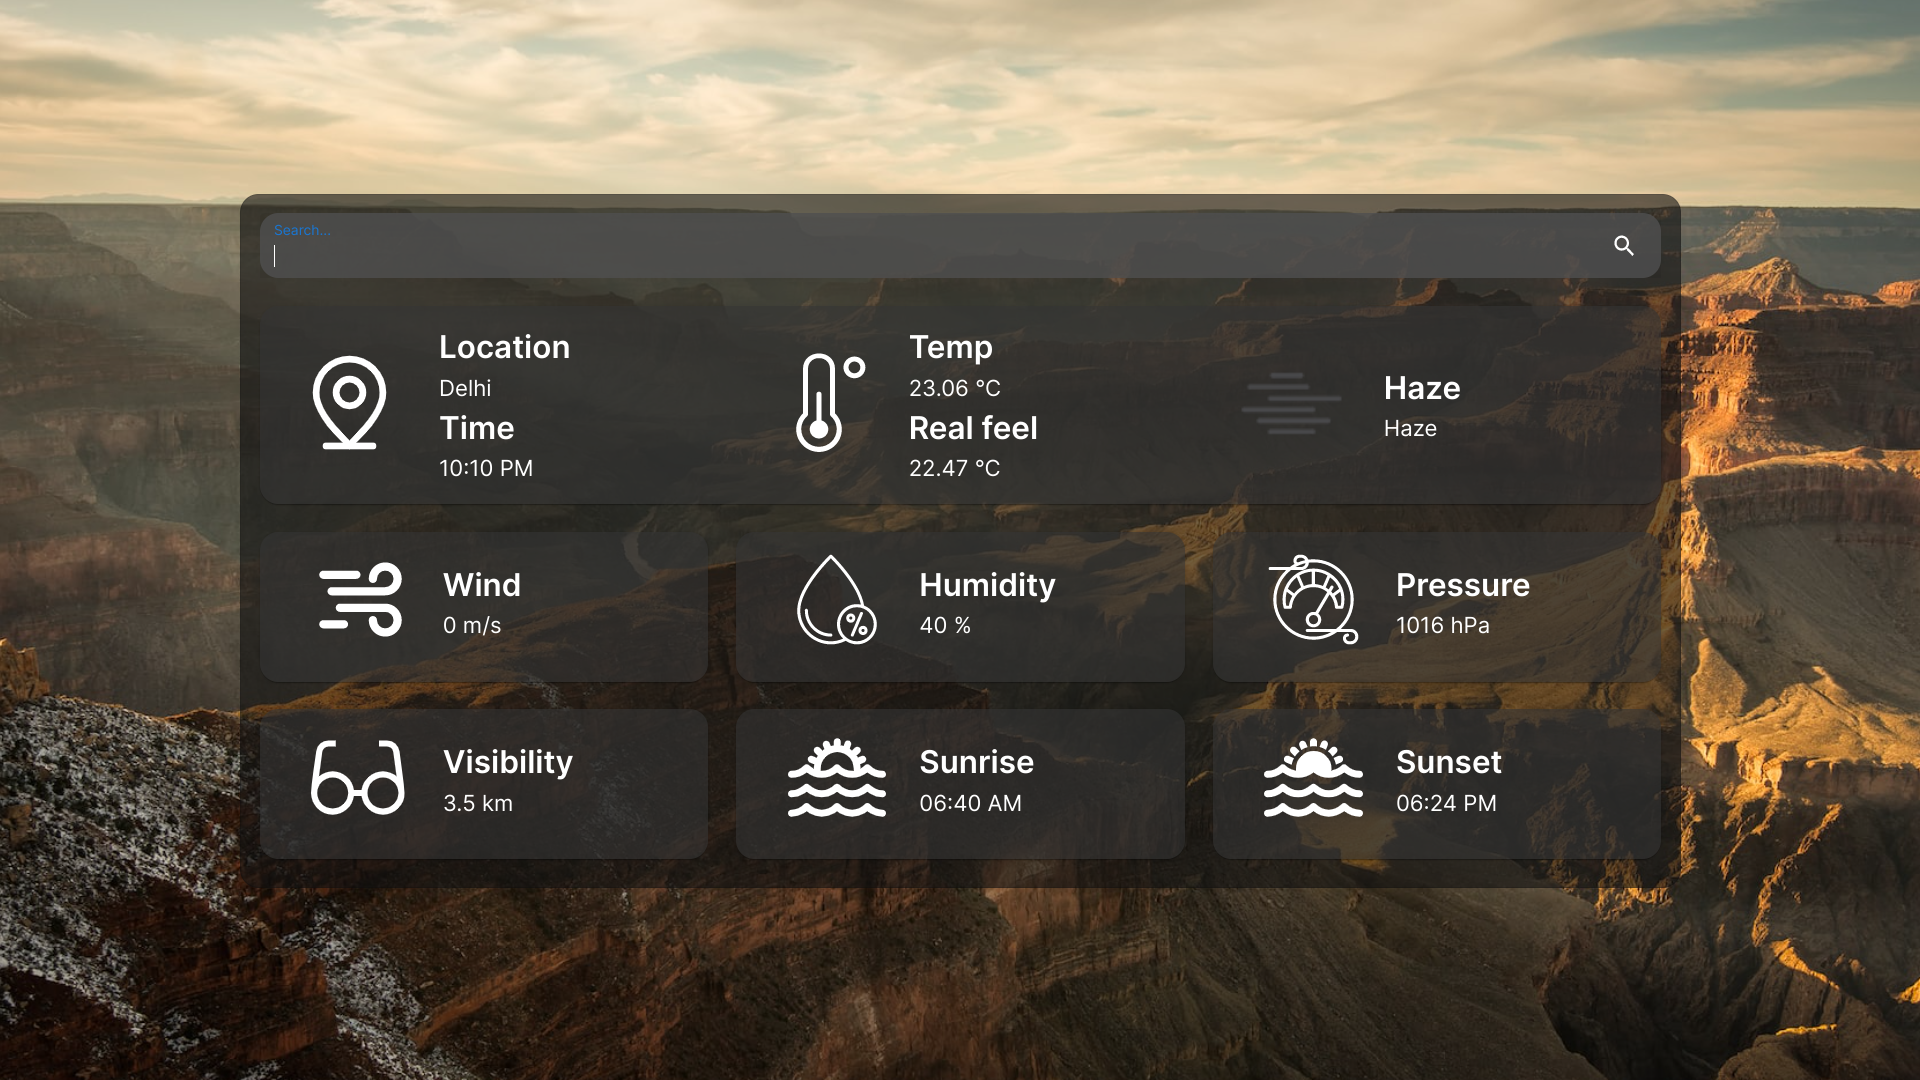 Search...
Location
Delhi
Time
10:10 PM
Temp
23.06 °C
Real feel
22.47 °C
Haze
Haze
Wind
0 m/s
Humidity
40 %
Pressure
1016 hPa
Visibility
3.5 km
Sunrise
06:40 AM
Sunset
06:24 PM